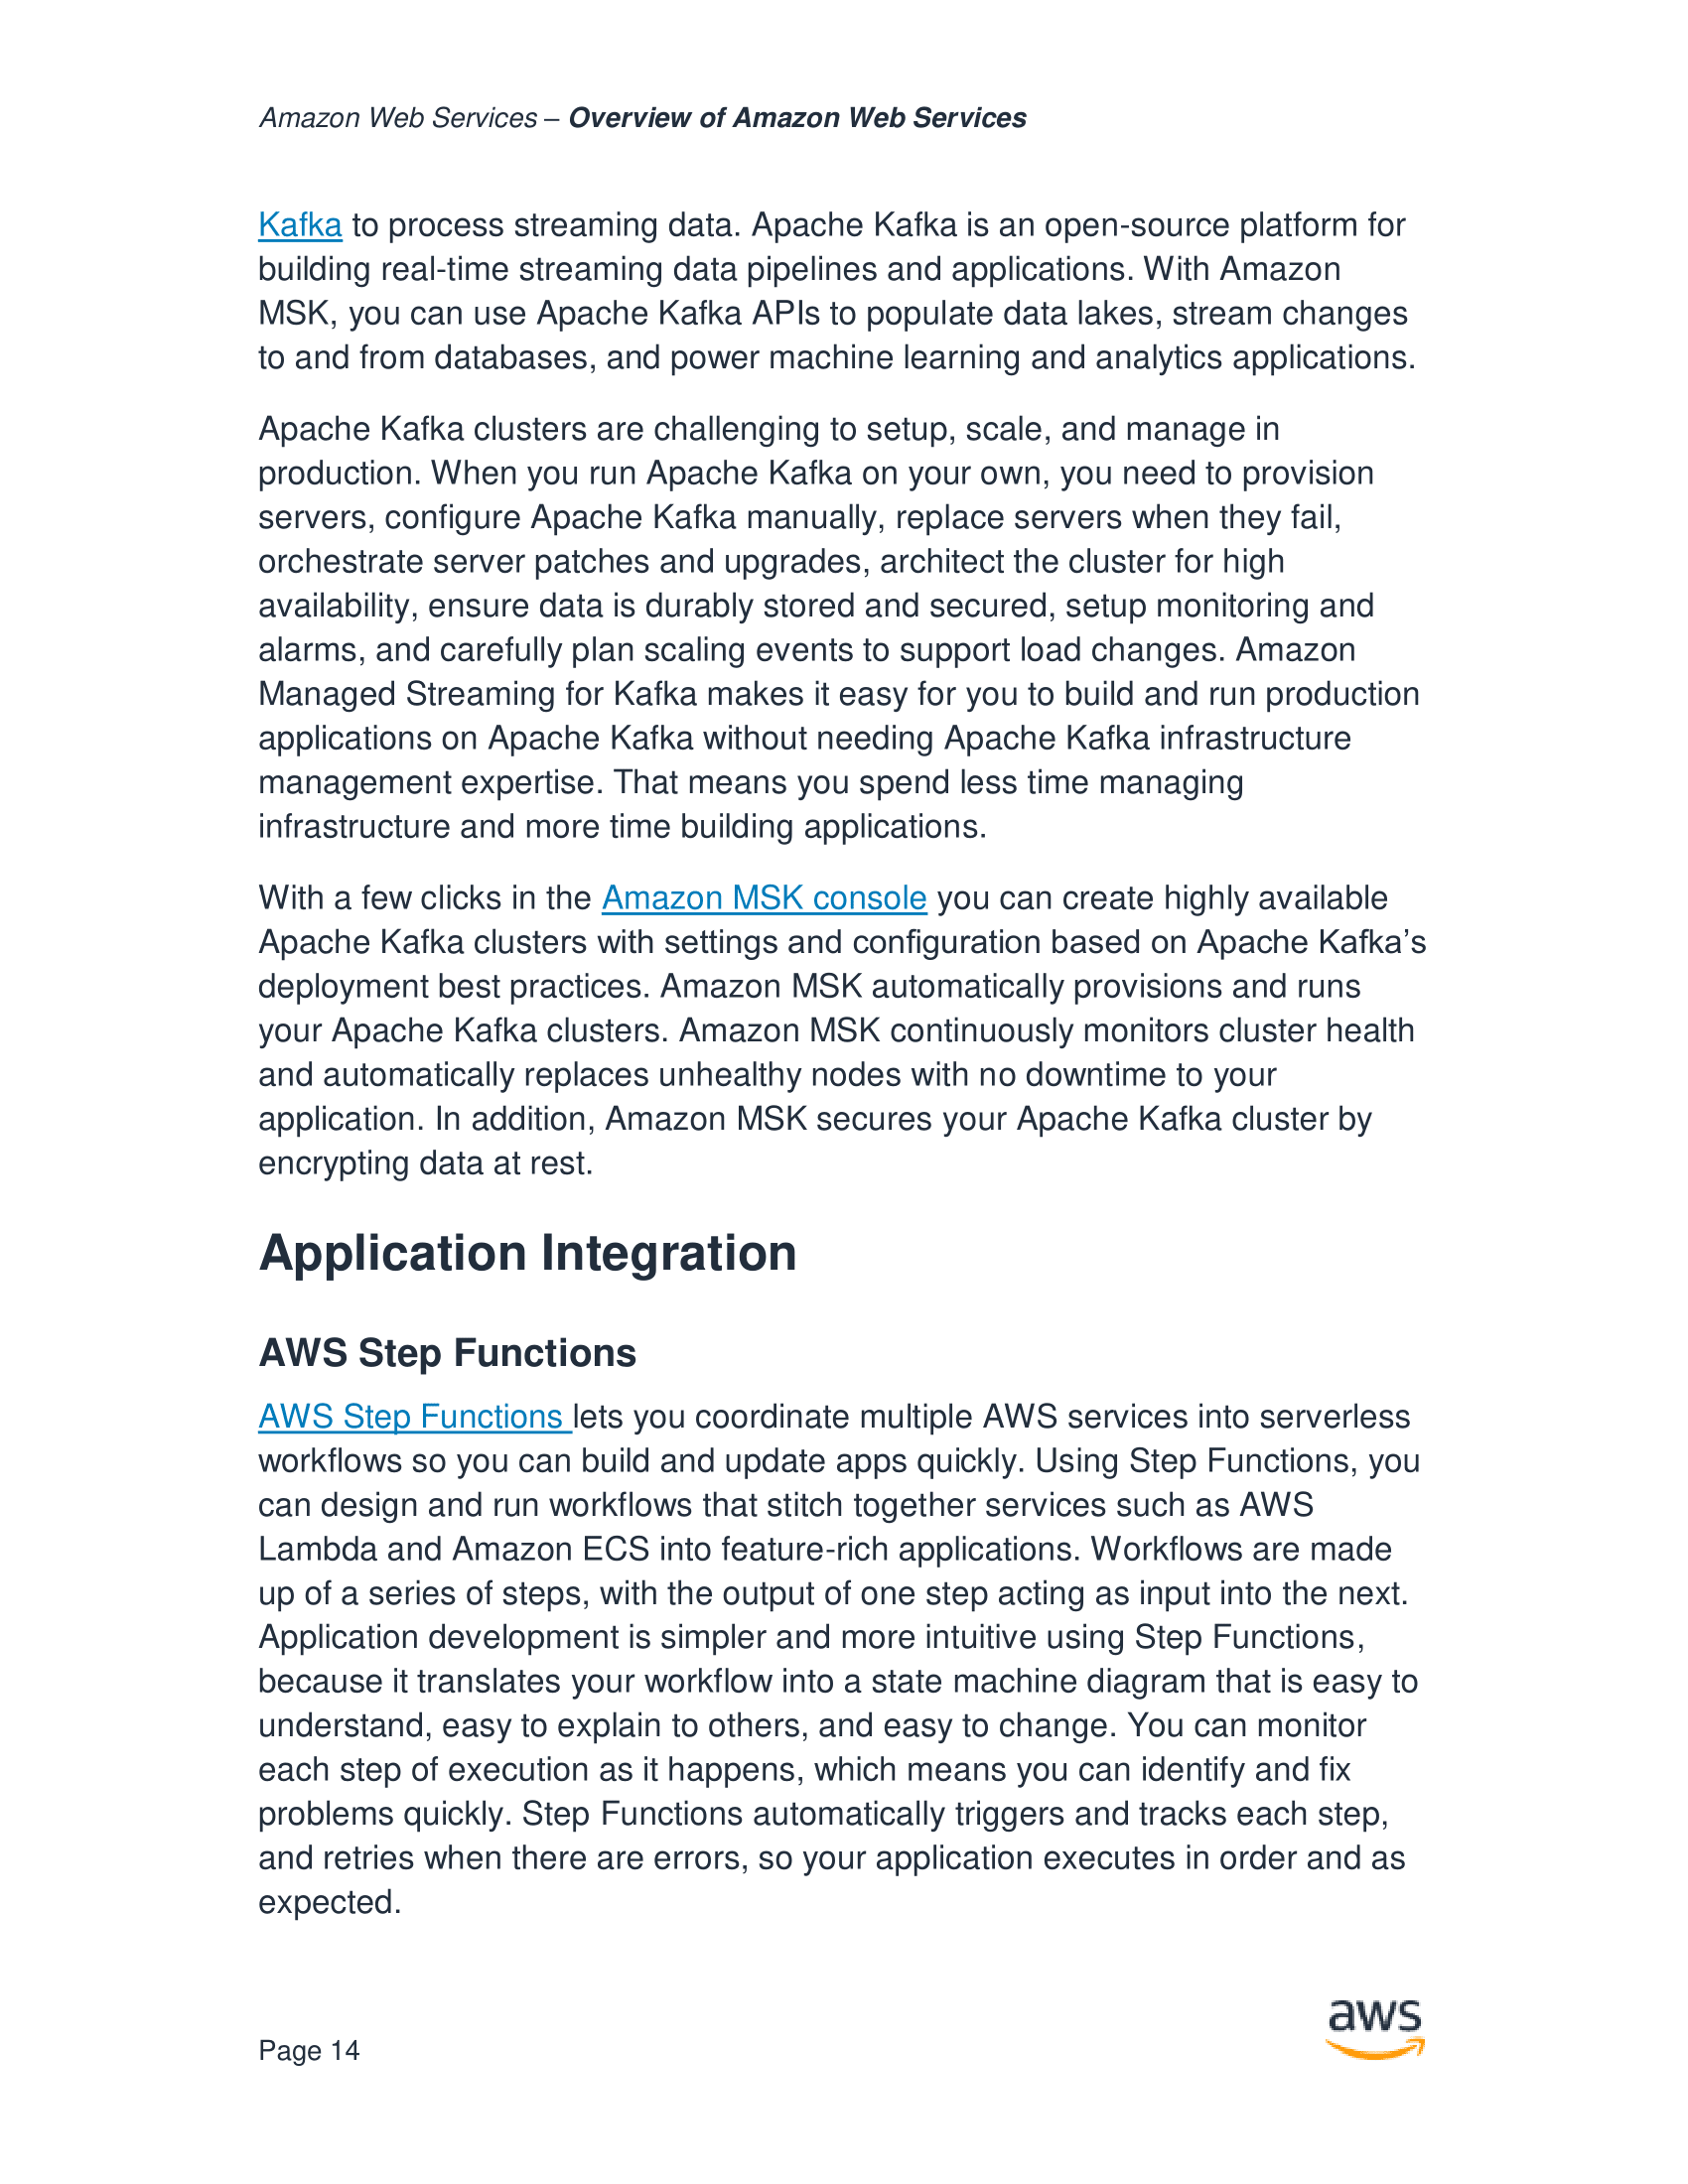 Amazon Web Services – Overview of Amazon Web Services
Kafka to process streaming data. Apache Kafka is an open-source platform for
building real-time streaming data pipelines and applications. With Amazon
MSK, you can use Apache Kafka APIs to populate data lakes, stream changes
to and from databases, and power machine learning and analytics applications.
Apache Kafka clusters are challenging to setup, scale, and manage in
production. When you run Apache Kafka on your own, you need to provision
servers, configure Apache Kafka manually, replace servers when they fail,
orchestrate server patches and upgrades, architect the cluster for high
availability, ensure data is durably stored and secured, setup monitoring and
alarms, and carefully plan scaling events to support load changes. Amazon
Managed Streaming for Kafka makes it easy for you to build and run production
applications on Apache Kafka without needing Apache Kafka infrastructure
management expertise. That means you spend less time managing
infrastructure and more time building applications.
With a few clicks in the Amazon MSK console you can create highly available
Apache Kafka clusters with settings and configuration based on Apache Kafka’s
deployment best practices. Amazon MSK automatically provisions and runs
your Apache Kafka clusters. Amazon MSK continuously monitors cluster health
and automatically replaces unhealthy nodes with no downtime to your
application. In addition, Amazon MSK secures your Apache Kafka cluster by
encrypting data at rest.
Application Integration
AWS Step Functions
AWS Step Functions lets you coordinate multiple AWS services into serverless
workflows so you can build and update apps quickly. Using Step Functions, you
can design and run workflows that stitch together services such as AWS
Lambda and Amazon ECS into feature-rich applications. Workflows are made
up of a series of steps, with the output of one step acting as input into the next.
Application development is simpler and more intuitive using Step Functions,
because it translates your workflow into a state machine diagram that is easy to
understand, easy to explain to others, and easy to change. You can monitor
each step of execution as it happens, which means you can identify and fix
problems quickly. Step Functions automatically triggers and tracks each step,
and retries when there are errors, so your application executes in order and as
expected.
aws
Page 14